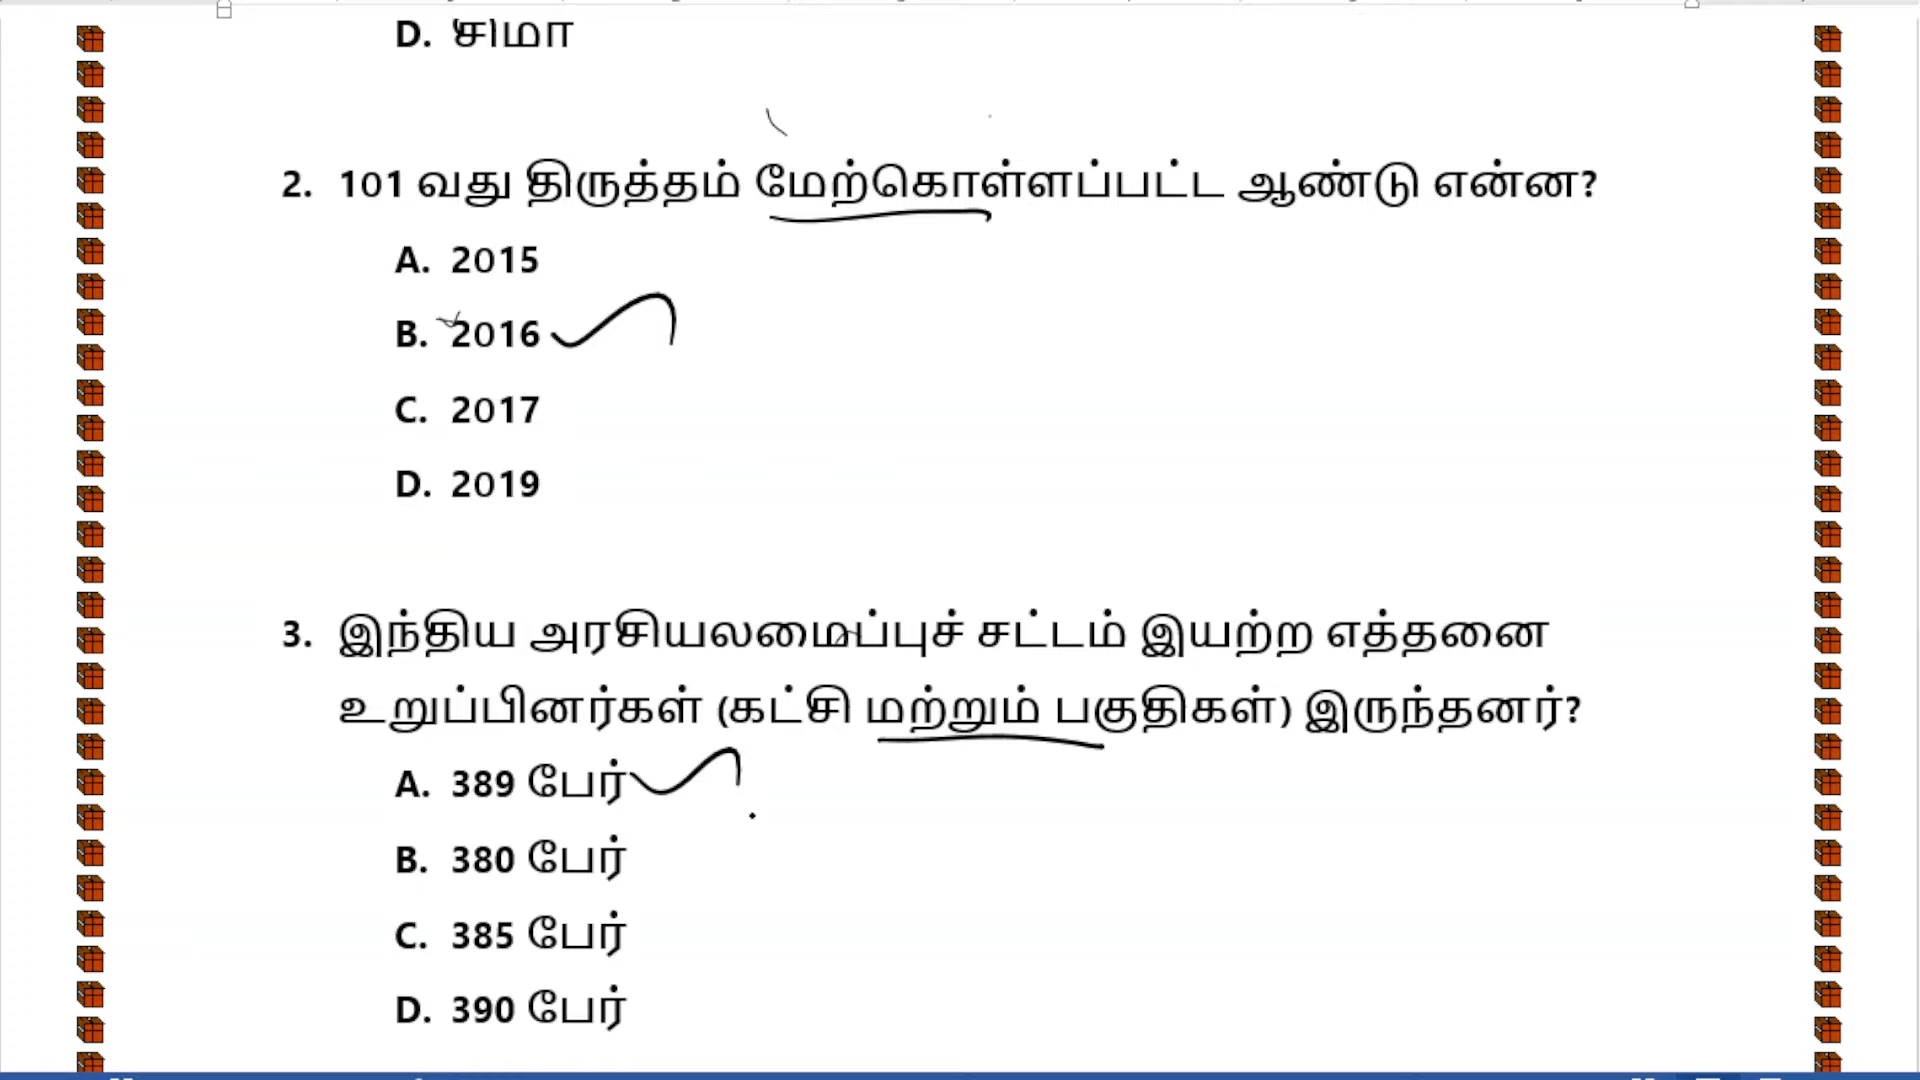 D. சிமா
2. 101 வது திருத்தம் மேற்கொள்ளப்பட்ட ஆண்டு என்ன?
A. 2015
B. 2016
C. 2017
D. 2019
3. இந்திய அரசியலமைப்புச் சட்டம் இயற்ற எத்தனை
உறுப்பினர்கள் (கட்சி மற்றும் பகுதிகள்) இருந்தனர்?
A. 389 பேர்
B. 380 பேர்
C. 385 பேர்
D. 390 பேர்